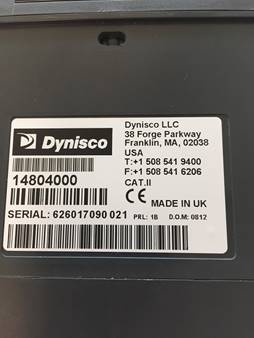 Dynisco
Dynisco LLC
38 Forge Parkway
Franklin, MA, 02038
USA
T:+1 508 541 9400
F:+1 508 541 6206
CAT.II
14804000
CE MADE IN UK
SERIAL: 626017090 021 PRL: 1B D.O.M: 0812